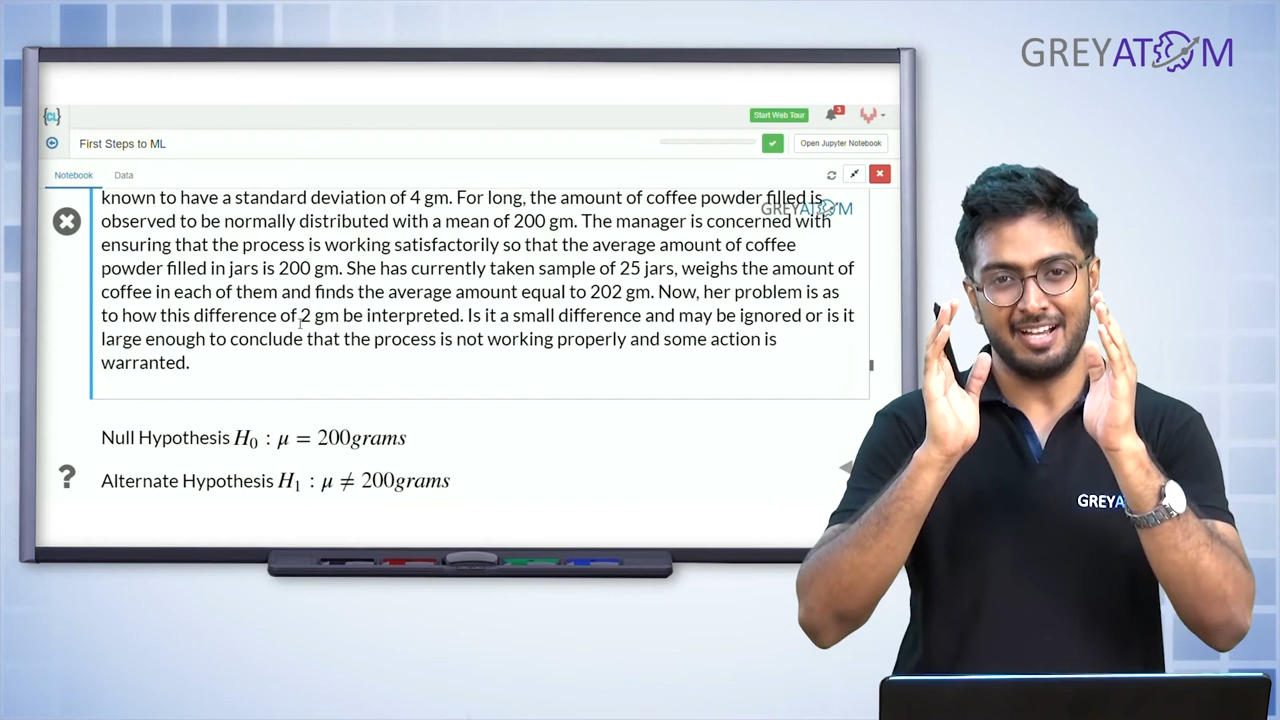 GREYATOM
{CL}
Start Web Tour
3
First Steps to ML
Open Jupyter Notebook
Notebook
Data
known to have a standard deviation of 4 gm. For long, the amount of coffee powder filled is
GREYATOM
observed to be normally distributed with a mean of 200 gm. The manager is concerned with
ensuring that the process is working satisfactorily so that the average amount of coffee
powder filled in jars is 200 gm. She has currently taken sample of 25 jars, weighs the amount of
coffee in each of them and finds the average amount equal to 202 gm. Now, her problem is as
to how this difference of 2 gm be interpreted. Is it a small difference and may be ignored or is it
large enough to conclude that the process is not working properly and some action is
warranted.
Null Hypothesis H₀ : μ = 200grams
?
Alternate Hypothesis H₁ : μ ≠ 200grams
GREYA